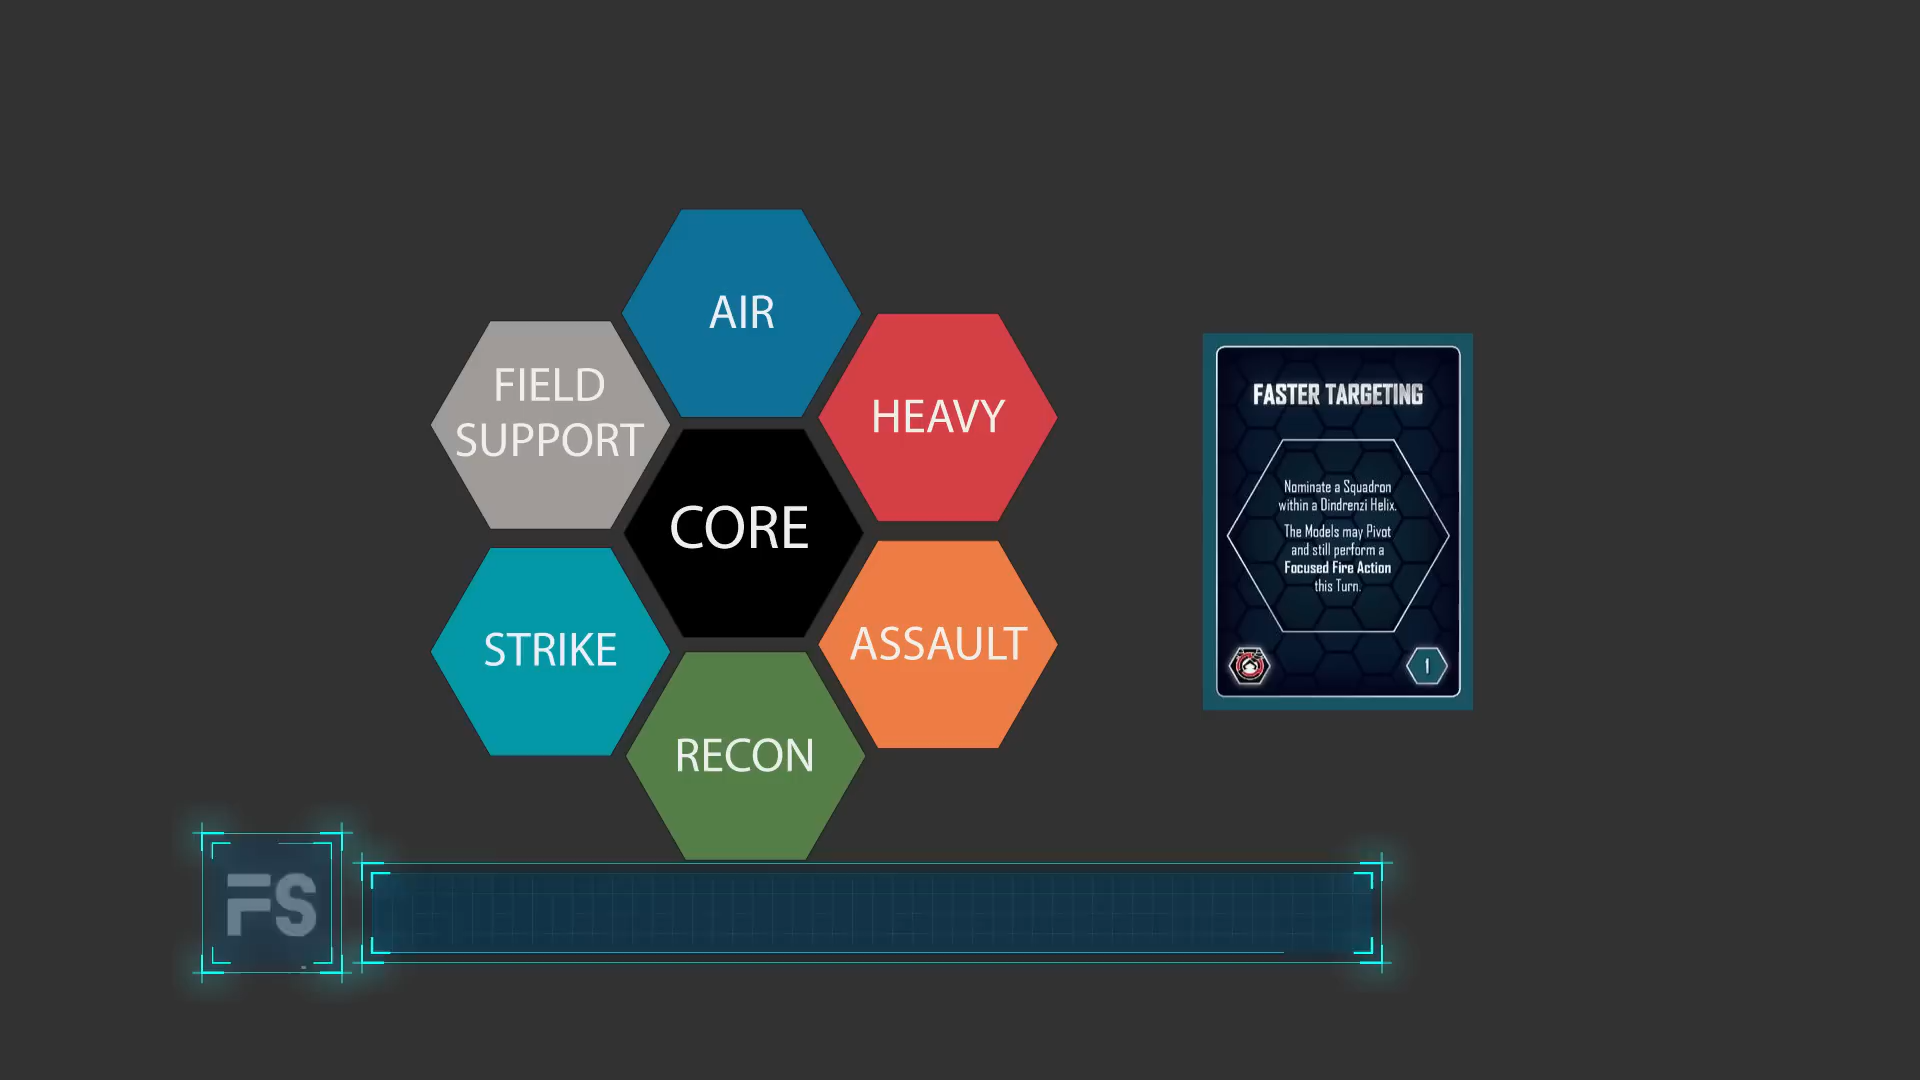 AIR
FIELD
SUPPORT
HEAVY
CORE
STRIKE
ASSAULT
RECON
FASTER TARGETING
Nominate a Squadron
within a Dindrenzi Helix.
The Models may Pivot
and still perform a
Focused Fire Action
this Turn.
1
FS